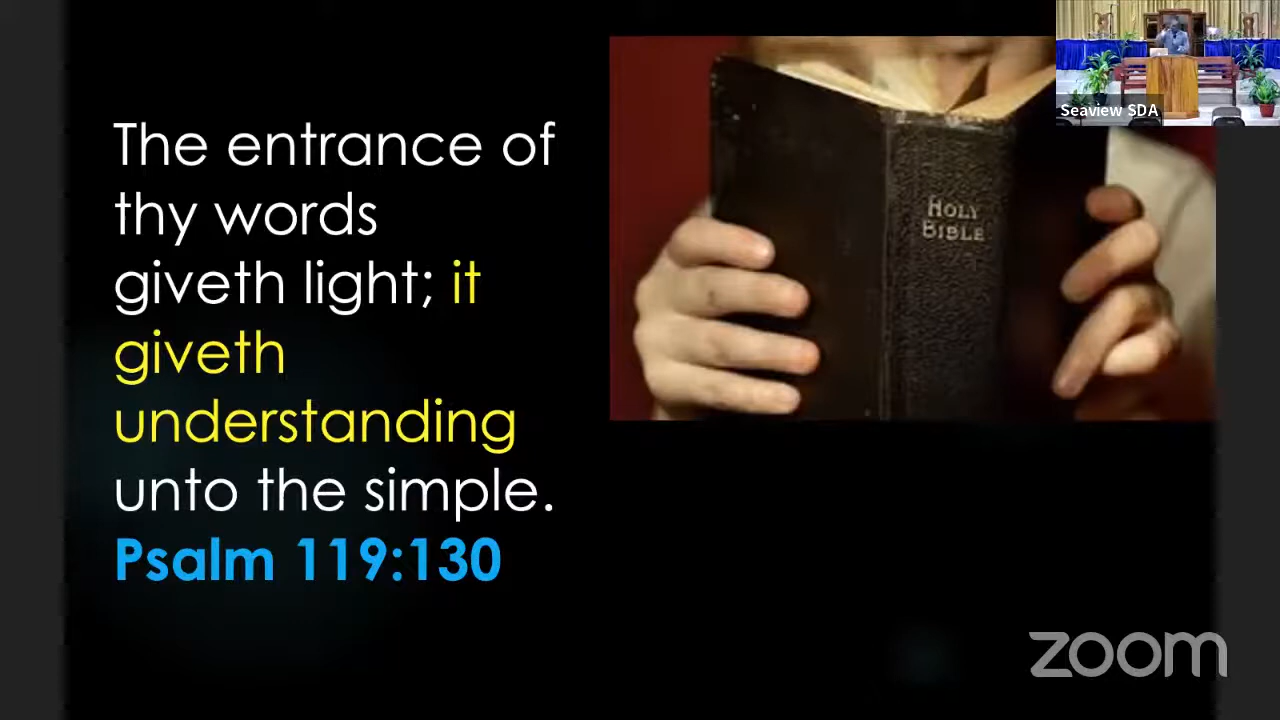 The entrance of
thy words
giveth light; it
giveth
understanding
unto the simple.
Psalm 119:130
HOLY
BIBLE
Seaview SDA
zoom